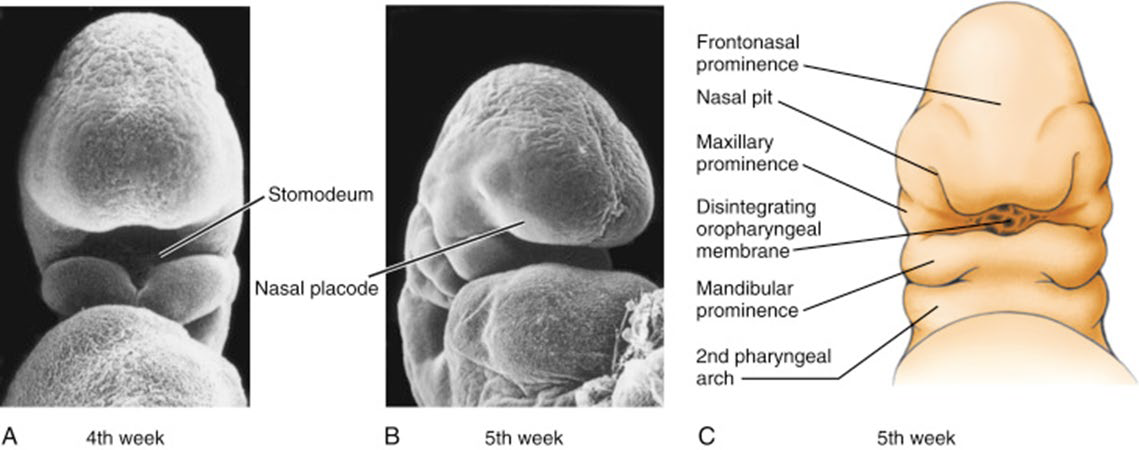 Stomodeum
Nasal placode
Frontonasal
prominence
Nasal pit
Maxillary
prominence
Disintegrating
oropharyngeal
membrane
Mandibular
prominence
2nd pharyngeal
arch
A 4th week
B 5th week
C 5th week